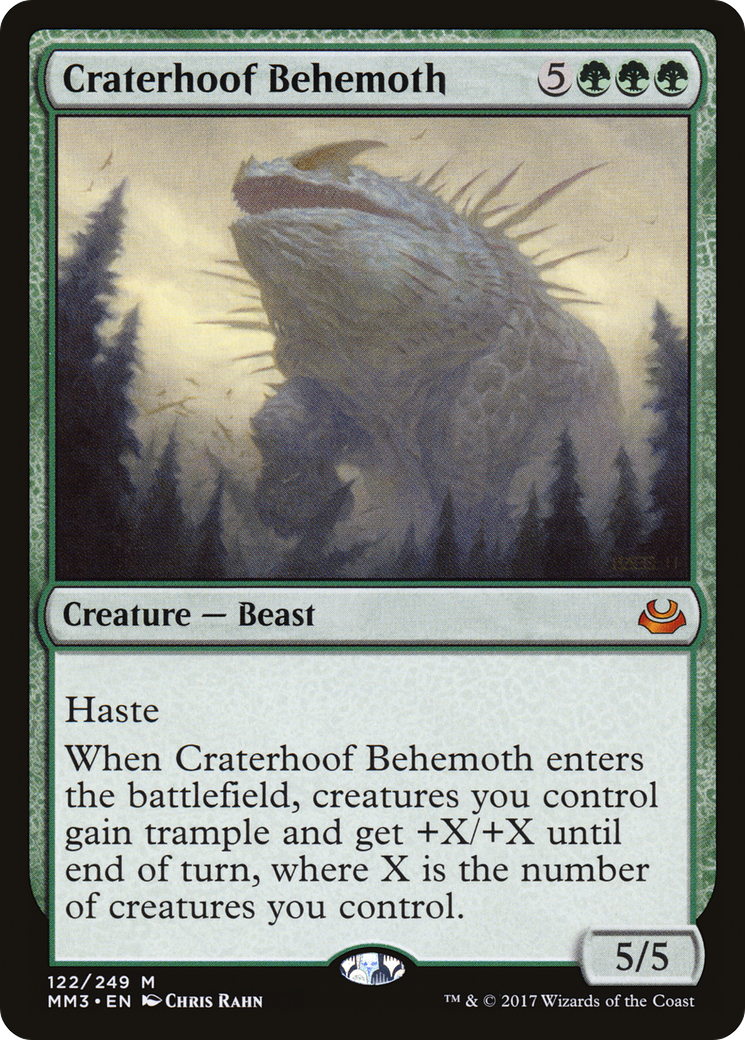 Craterhoof Behemoth 5
Creature — Beast
Haste
When Craterhoof Behemoth enters
the battlefield, creatures you control
gain trample and get +X/+X until
end of turn, where X is the number
of creatures you control.
5/5
122/249 M
MM3 • EN Chris Rahn
™ & © 2017 Wizards of the Coast